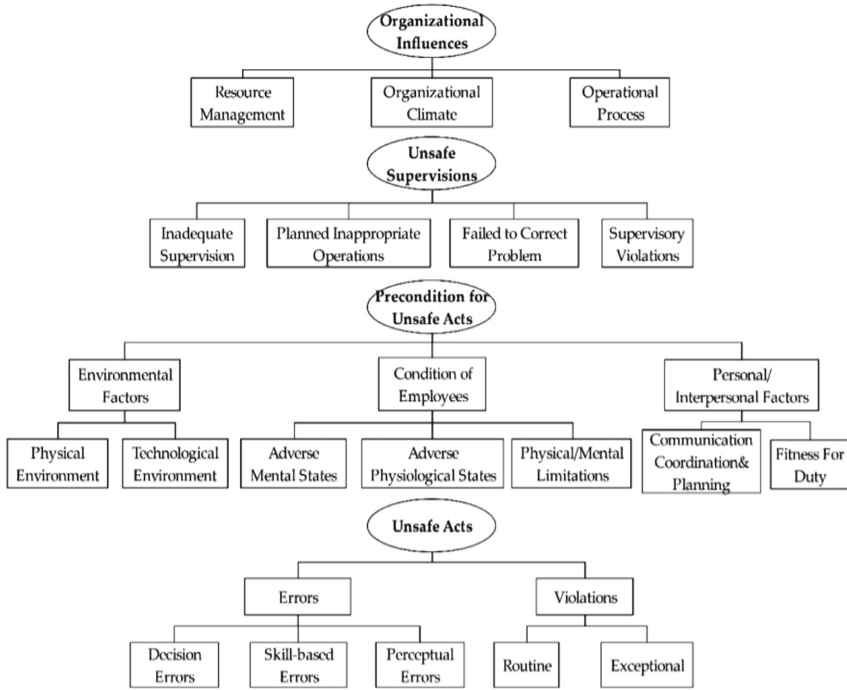 Organizational
Influences
Resource
Management
Organizational
Climate
Operational
Process
Unsafe
Supervisions
Inadequate
Supervision
Planned Inappropriate
Operations
Failed to Correct
Problem
Supervisory
Violations
Precondition for
Unsafe Acts
Environmental
Factors
Condition of
Employees
Personal/
Interpersonal Factors
Physical
Environment
Technological
Environment
Adverse
Mental States
Adverse
Physiological States
Physical/Mental
Limitations
Communication
Coordination&
Planning
Fitness For
Duty
Unsafe Acts
Errors
Violations
Decision
Errors
Skill-based
Errors
Perceptual
Errors
Routine
Exceptional